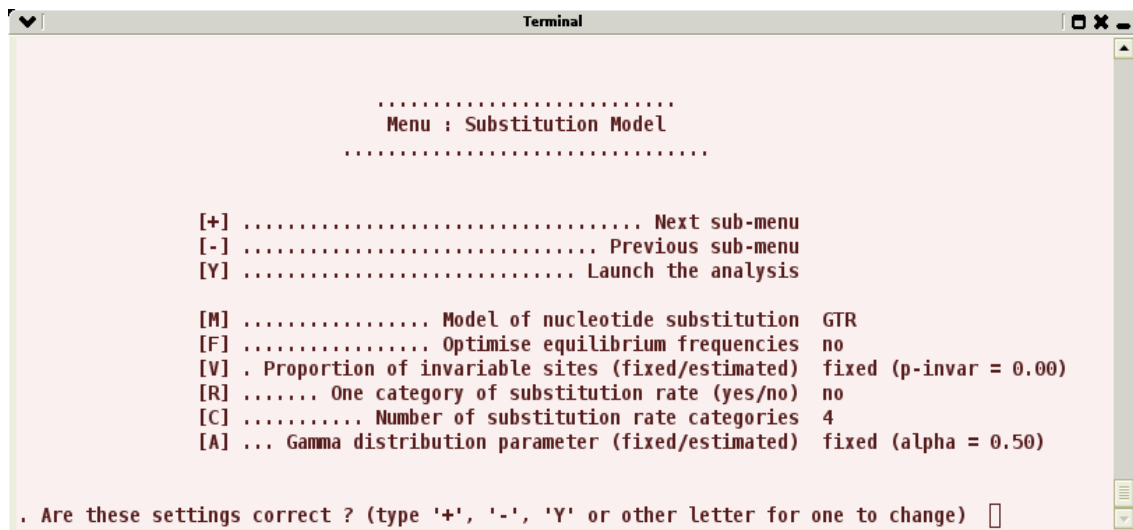 Terminal
...........................
Menu : Substitution Model
.................................
[+] .................................... Next sub-menu
[-] ................................ Previous sub-menu
[Y] .............................. Launch the analysis
[M] ................. Model of nucleotide substitution GTR
[F] ................. Optimise equilibrium frequencies no
[V] . Proportion of invariable sites (fixed/estimated) fixed (p-invar = 0.00)
[R] ....... One category of substitution rate (yes/no) no
[C] ........... Number of substitution rate categories 4
[A] ... Gamma distribution parameter (fixed/estimated) fixed (alpha = 0.50)
. Are these settings correct ? (type '+', '-', 'Y' or other letter for one to change)